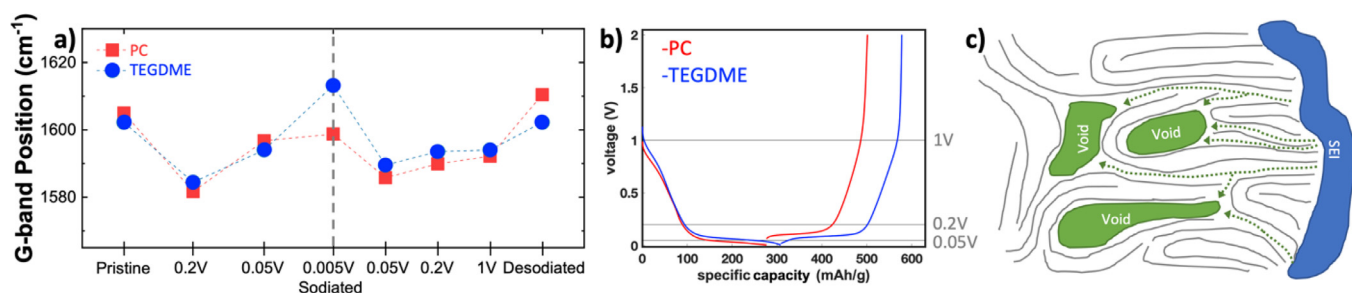 a)
PC
TEGDME
G-band Position (cm⁻¹)
1620
1600
1580
Pristine 0.2V 0.05V 0.005V 0.05V 0.2V 1V Desodiated
Sodiated
b)
-PC
-TEGDME
voltage (V)
2
1.5
1
0.5
0
1V
0.2V
0.05V
0 100 200 300 400 500 600
specific capacity (mAh/g)
c)
Void
Void
Void
SEI